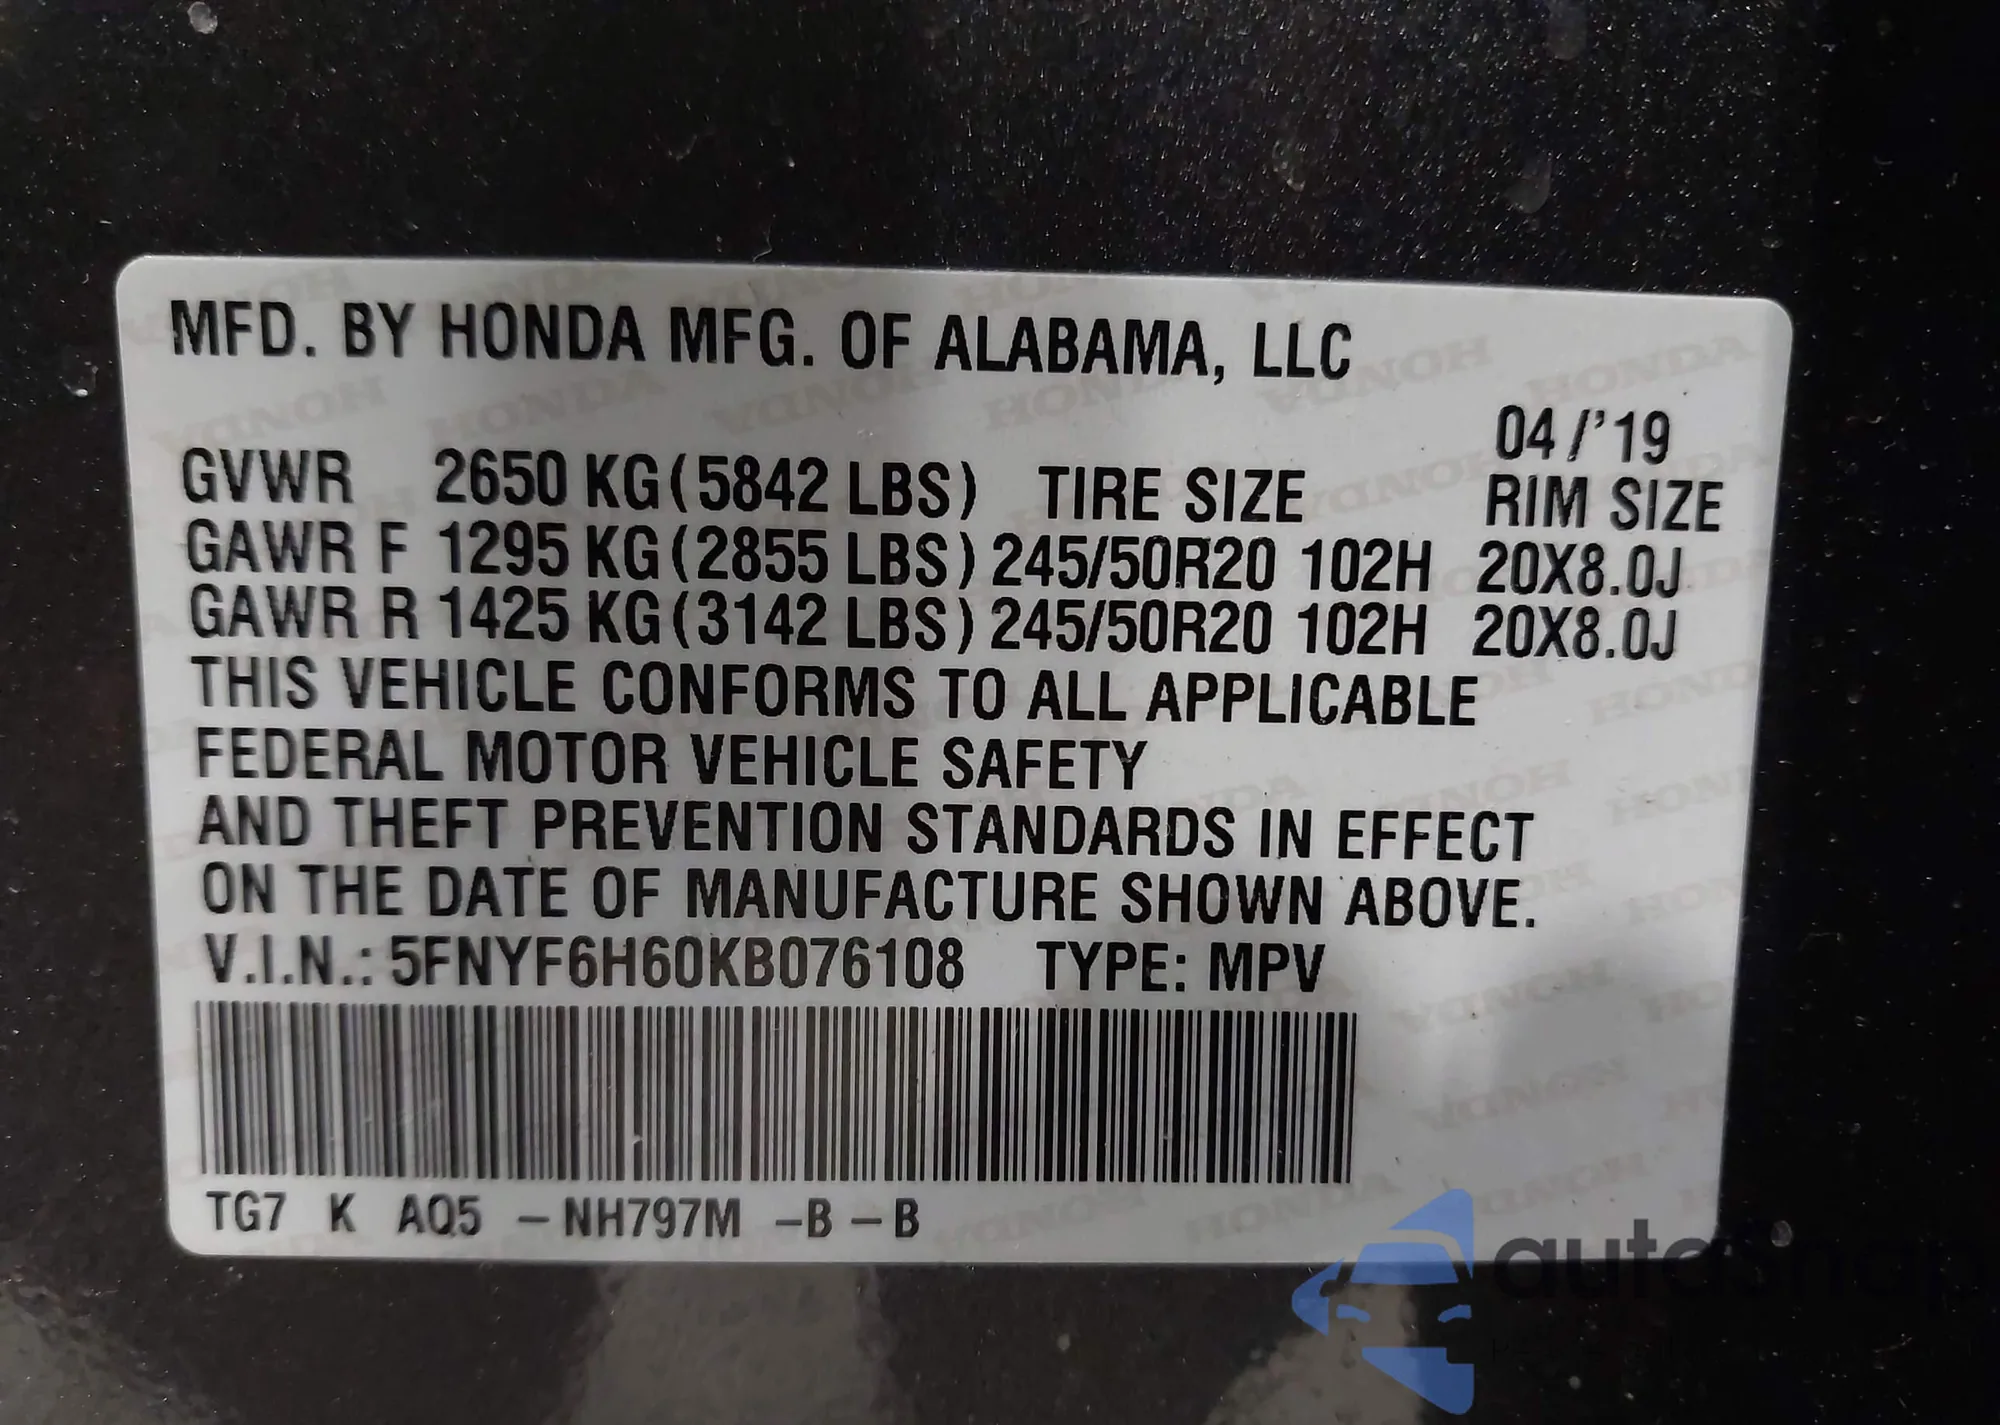 MFD. BY HONDA MFG. OF ALABAMA, LLC
04/'19
GVWR 2650 KG(5842 LBS) TIRE SIZE RIM SIZE
GAWR F 1295 KG(2855 LBS) 245/50R20 102H 20X8.0J
GAWR R 1425 KG(3142 LBS) 245/50R20 102H 20X8.0J
THIS VEHICLE CONFORMS TO ALL APPLICABLE
FEDERAL MOTOR VEHICLE SAFETY
AND THEFT PREVENTION STANDARDS IN EFFECT
ON THE DATE OF MANUFACTURE SHOWN ABOVE.
V.I.N.: 5FNYF6H60KB076108 TYPE: MPV
TG7 K AQ5 -NH797M -B-B
autosnap